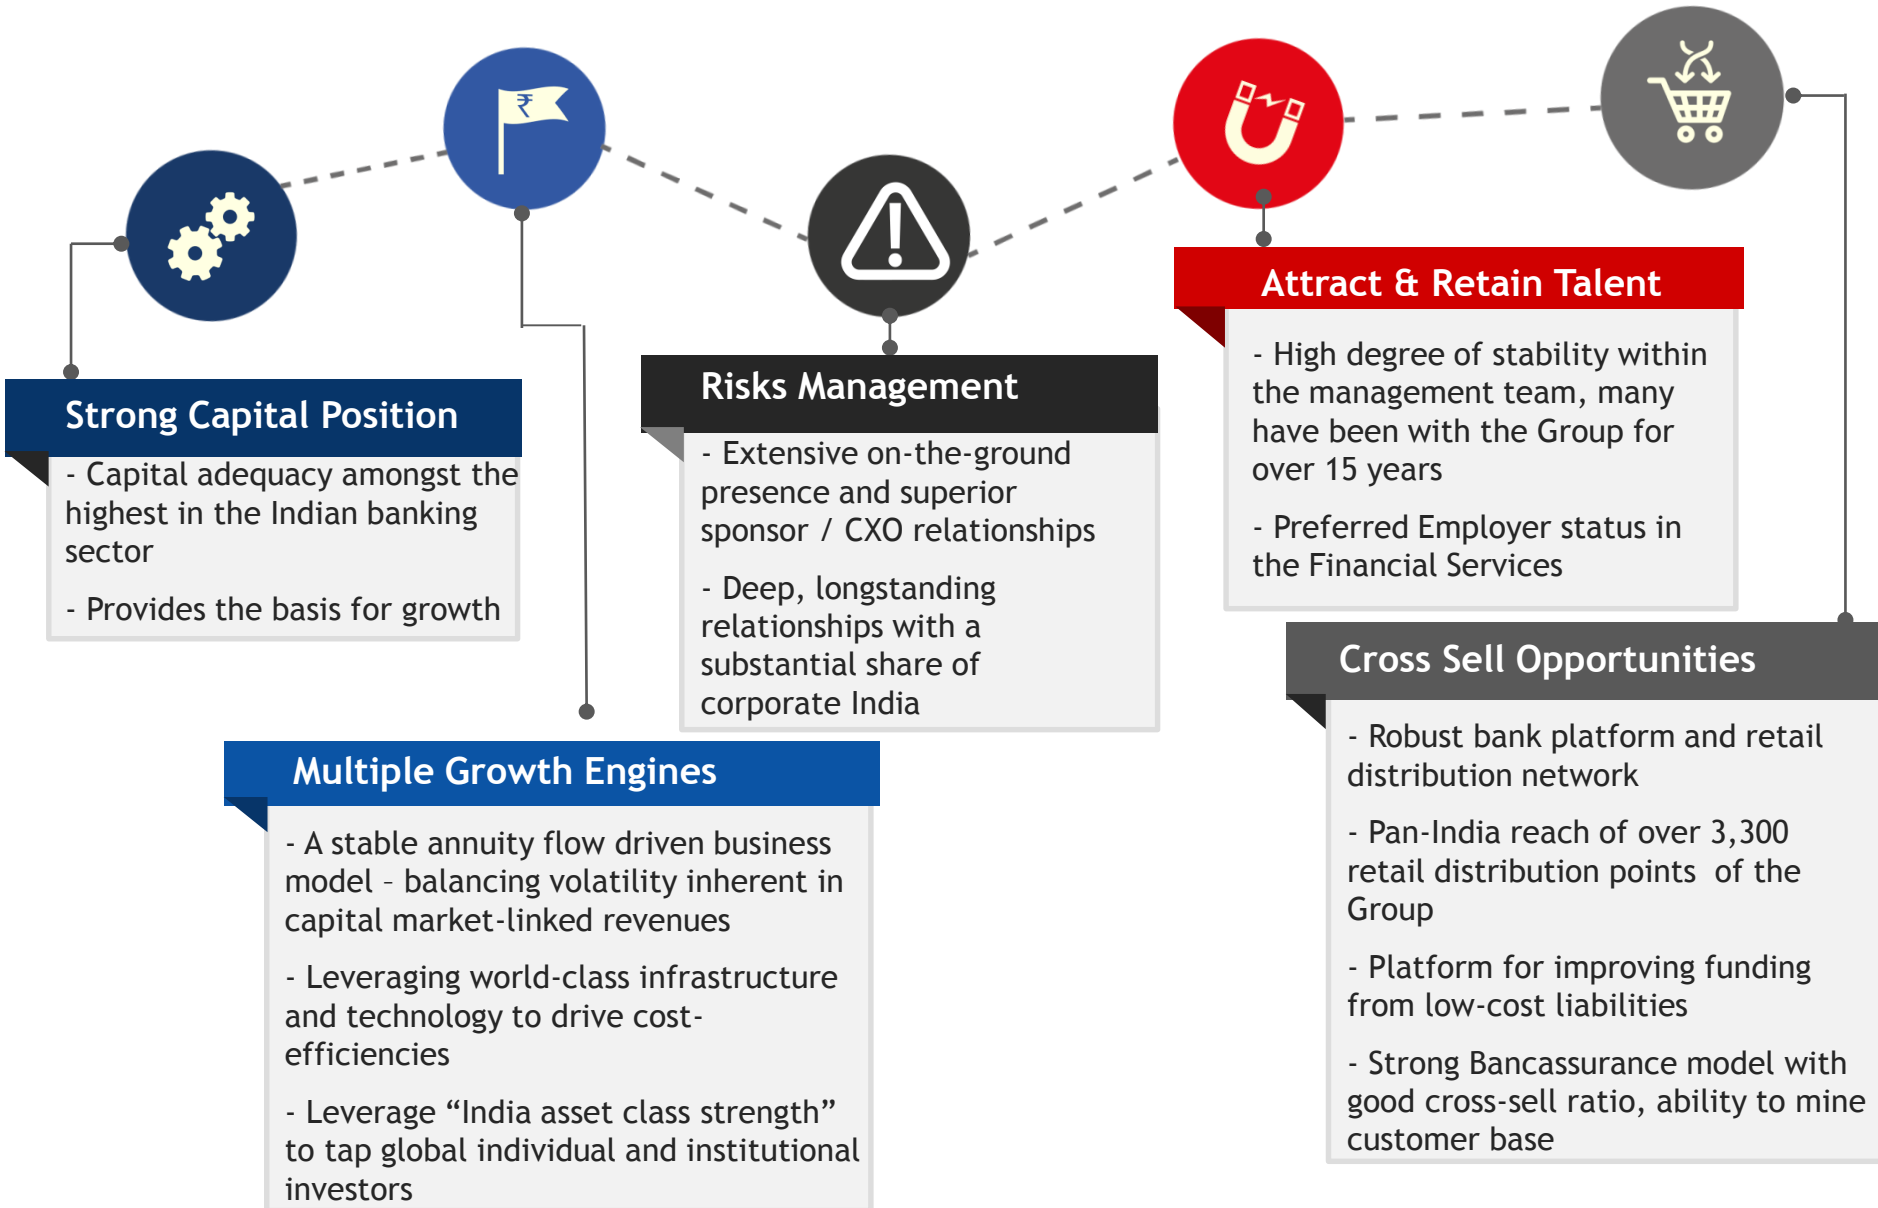 ₹
Strong Capital Position
- Capital adequacy amongst the
highest in the Indian banking
sector
- Provides the basis for growth
Multiple Growth Engines
- A stable annuity flow driven business
model – balancing volatility inherent in
capital market-linked revenues
- Leveraging world-class infrastructure
and technology to drive cost-
efficiencies
- Leverage “India asset class strength”
to tap global individual and institutional
investors
Risks Management
- Extensive on-the-ground
presence and superior
sponsor / CXO relationships
- Deep, longstanding
relationships with a
substantial share of
corporate India
Attract & Retain Talent
- High degree of stability within
the management team, many
have been with the Group for
over 15 years
- Preferred Employer status in
the Financial Services
Cross Sell Opportunities
- Robust bank platform and retail
distribution network
- Pan-India reach of over 3,300
retail distribution points of the
Group
- Platform for improving funding
from low-cost liabilities
- Strong Bancassurance model with
good cross-sell ratio, ability to mine
customer base